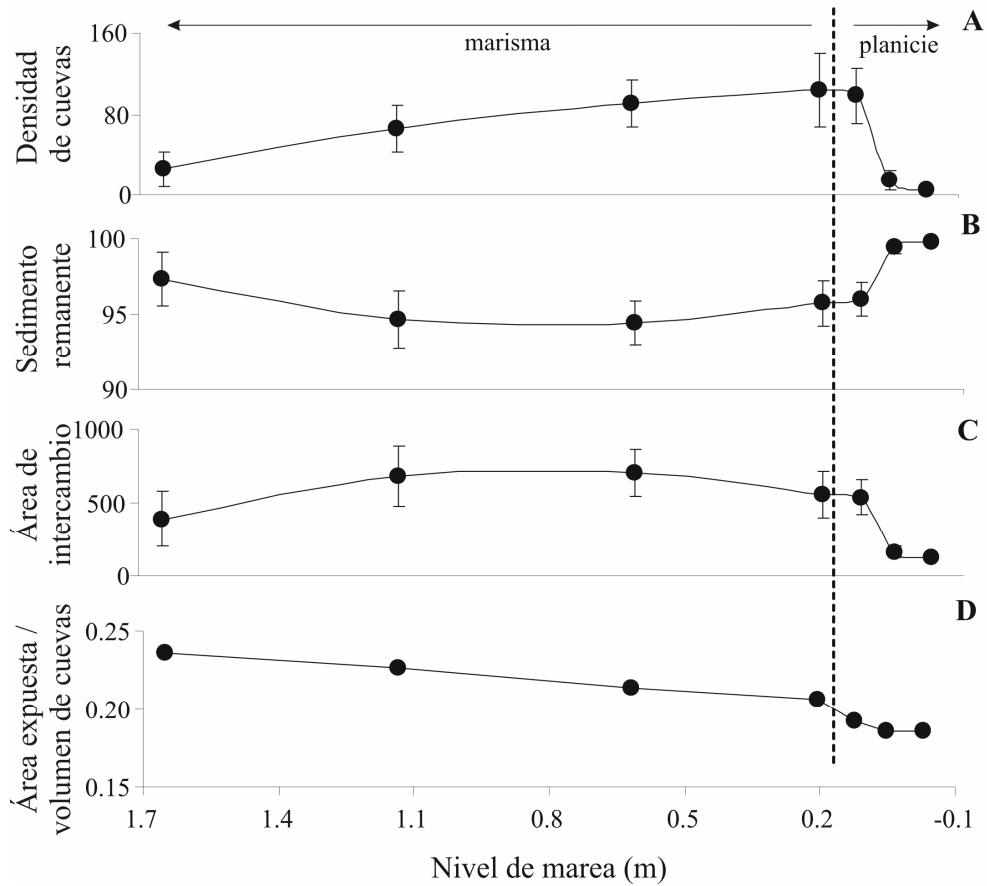 A
marisma
planicie
Densidad
de cuevas
160
80
0
B
Sedimento
remanente
100
95
90
C
Área de
intercambio
1000
500
0
D
Área expuesta /
volumen de cuevas
0.25
0.20
0.15
1.7 1.4 1.1 0.8 0.5 0.2 -0.1
Nivel de marea (m)